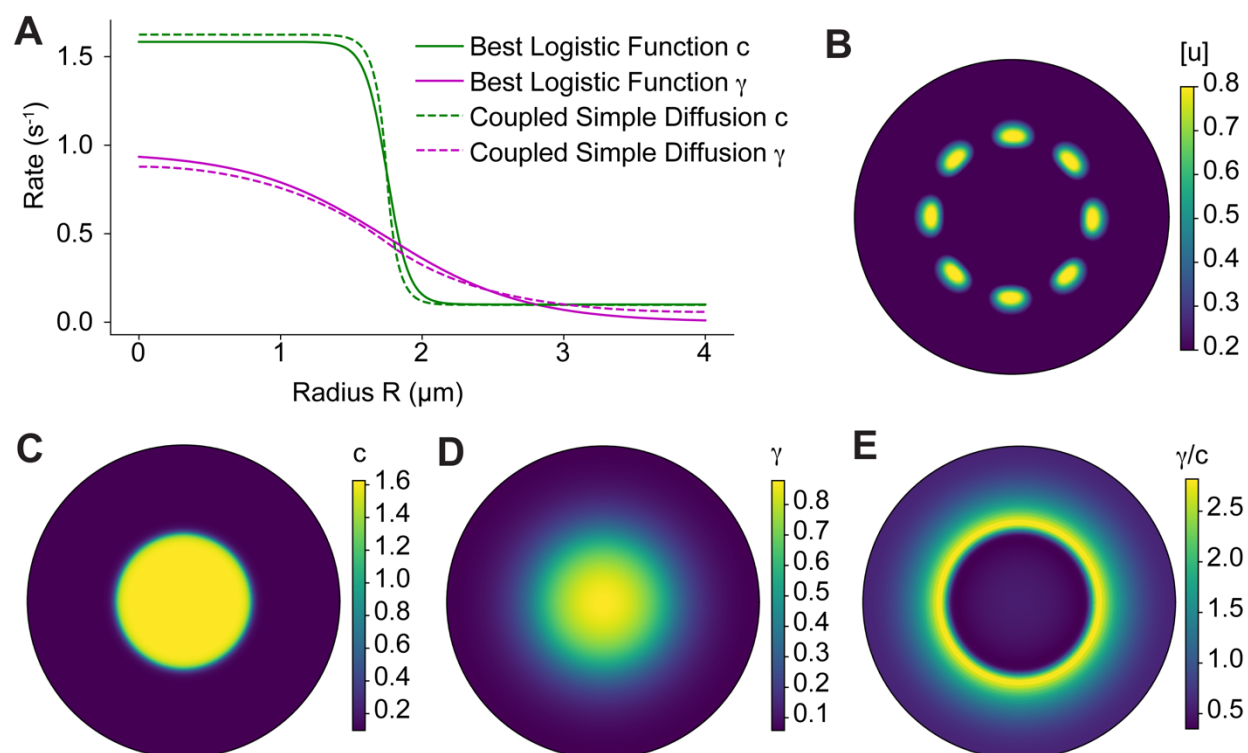 A
Rate (s⁻¹)
1.5
1.0
0.5
0.0
0 1 2 3 4
Radius R (µm)
Best Logistic Function c
Best Logistic Function γ
Coupled Simple Diffusion c
Coupled Simple Diffusion γ
B
[u]
0.8
0.7
0.6
0.5
0.4
0.3
0.2
C
c
1.6
1.4
1.2
1.0
0.8
0.6
0.4
0.2
D
γ
0.8
0.7
0.6
0.5
0.4
0.3
0.2
0.1
E
γ/c
2.5
2.0
1.5
1.0
0.5